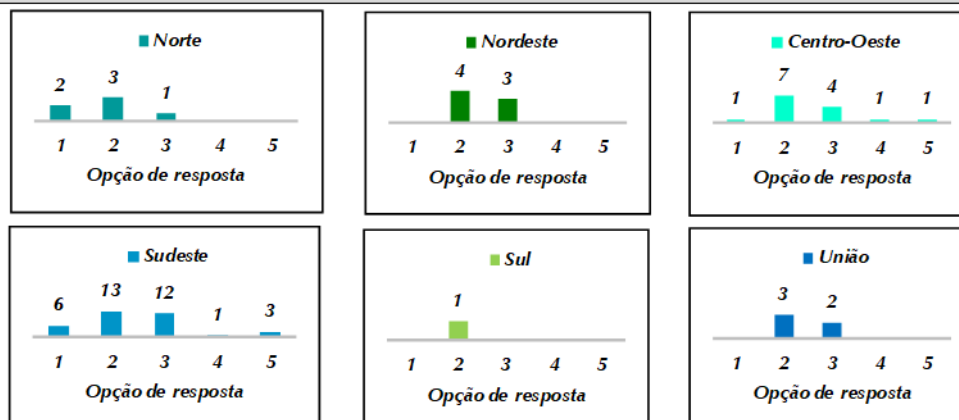 Norte
2 3 1
1 2 3 4 5
Opção de resposta
Nordeste
4 3
1 2 3 4 5
Opção de resposta
Centro-Oeste
1 7 4 1 1
1 2 3 4 5
Opção de resposta
Sudeste
6 13 12 1 3
1 2 3 4 5
Opção de resposta
Sul
1
1 2 3 4 5
Opção de resposta
União
3 2
1 2 3 4 5
Opção de resposta